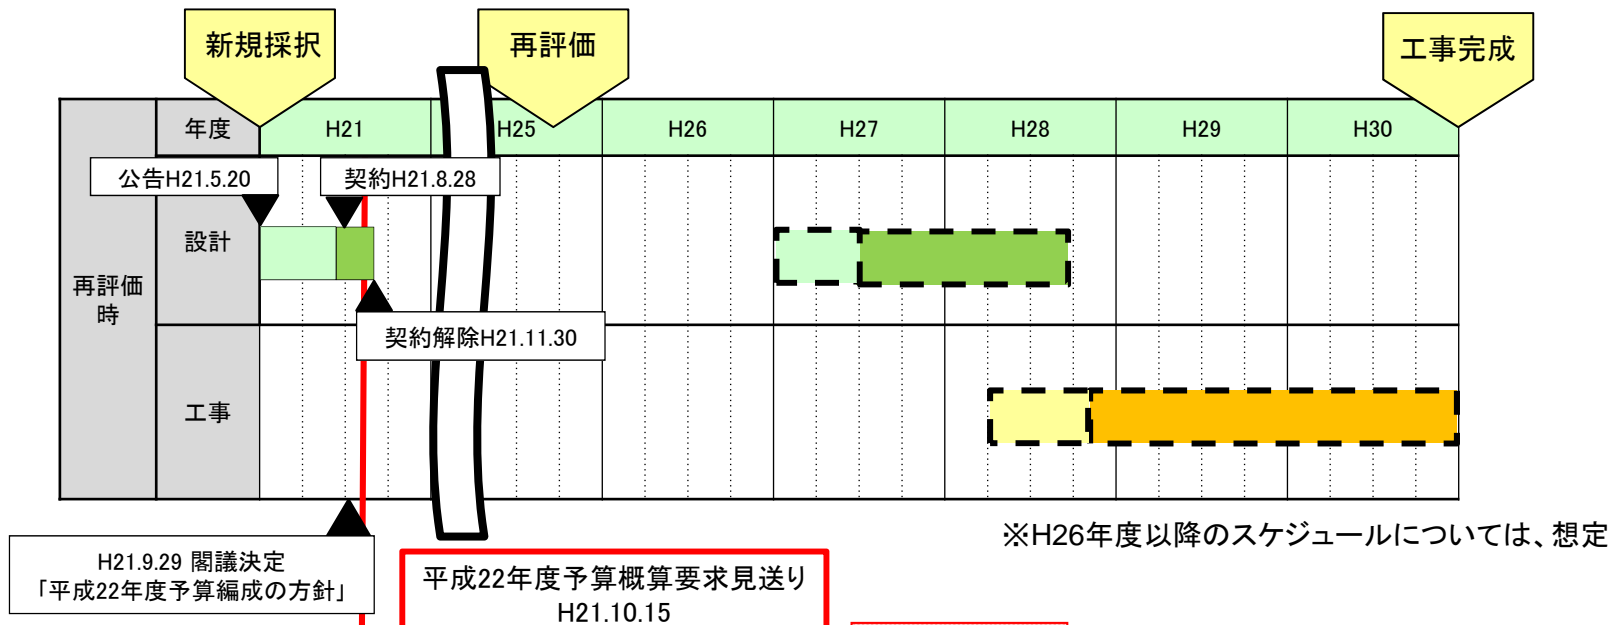 新規採択
再評価
工事完成
年度
H21
H25
H26
H27
H28
H29
H30
公告H21.5.20
契約H21.8.28
設計
再評価
時
契約解除H21.11.30
工事
※H26年度以降のスケジュールについては、想定
H21.9.29 閣議決定
「平成22年度予算編成の方針」
平成22年度予算概算要求見送り
H21.10.15